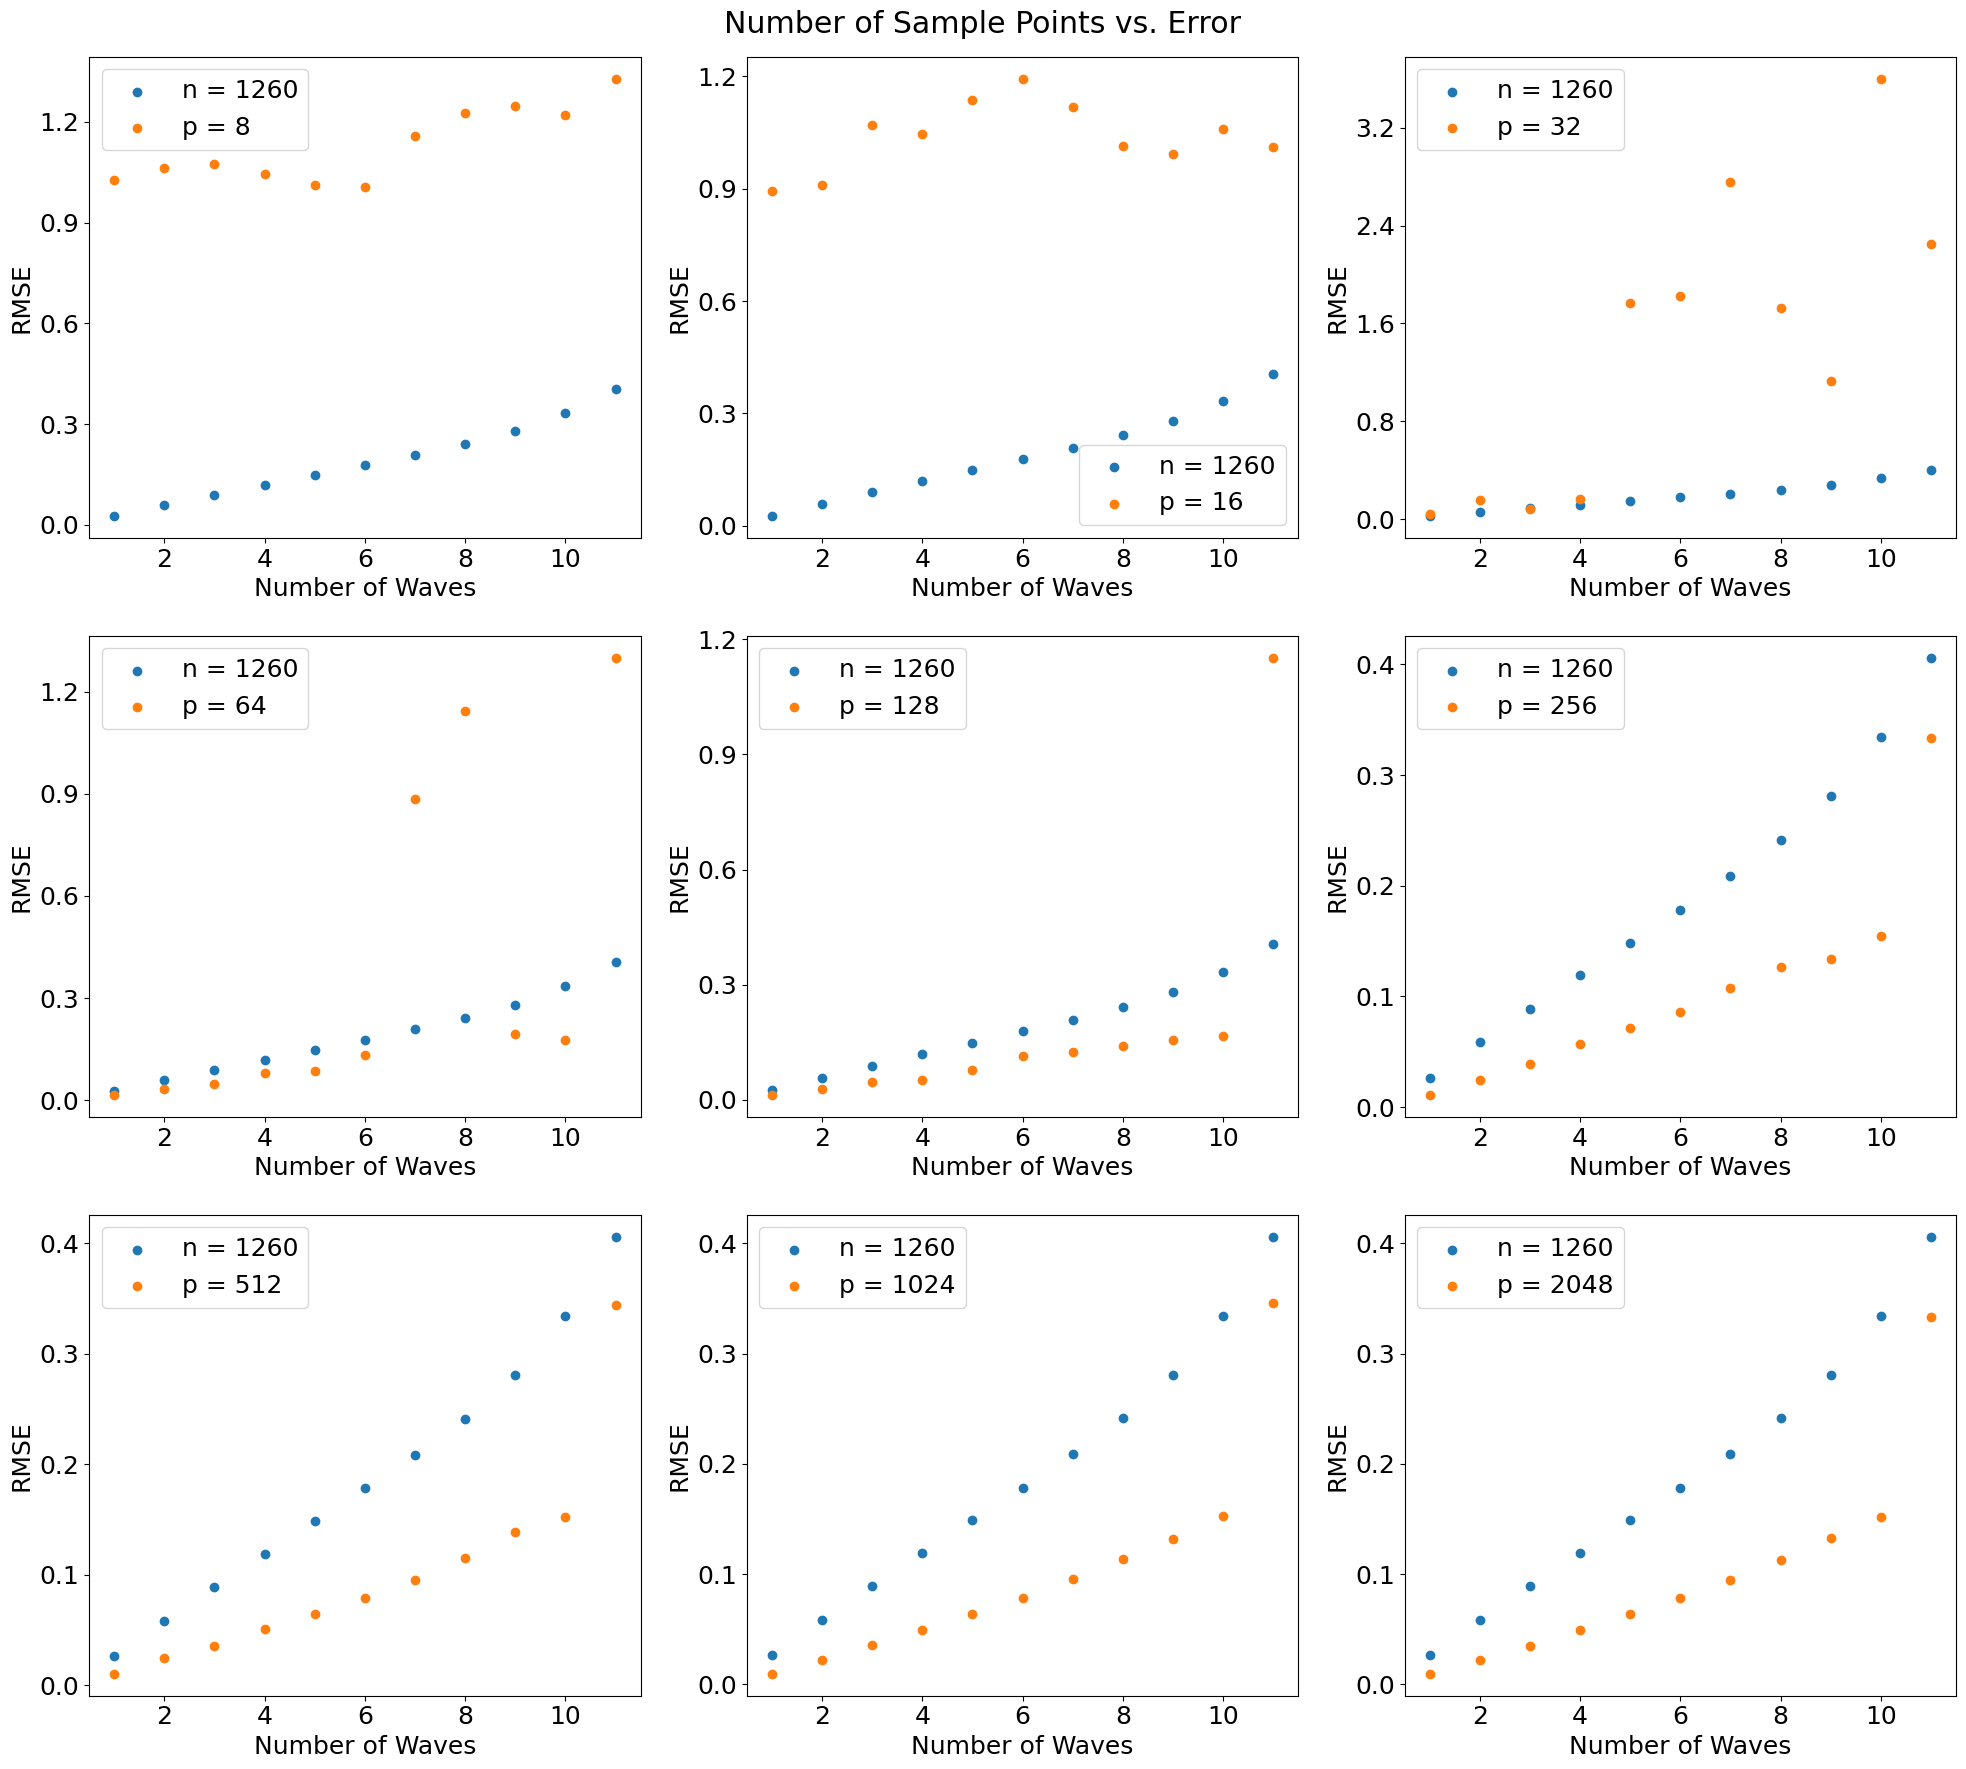 Number of Sample Points vs. Error
n = 1260
p = 8
RMSE
1.2
0.9
0.6
0.3
0.0
2 4 6 8 10
Number of Waves
n = 1260
p = 16
RMSE
1.2
0.9
0.6
0.3
0.0
2 4 6 8 10
Number of Waves
n = 1260
p = 32
RMSE
3.2
2.4
1.6
0.8
0.0
2 4 6 8 10
Number of Waves
n = 1260
p = 64
RMSE
1.2
0.9
0.6
0.3
0.0
2 4 6 8 10
Number of Waves
n = 1260
p = 128
RMSE
1.2
0.9
0.6
0.3
0.0
2 4 6 8 10
Number of Waves
n = 1260
p = 256
RMSE
0.4
0.3
0.2
0.1
0.0
2 4 6 8 10
Number of Waves
n = 1260
p = 512
RMSE
0.4
0.3
0.2
0.1
0.0
2 4 6 8 10
Number of Waves
n = 1260
p = 1024
RMSE
0.4
0.3
0.2
0.1
0.0
2 4 6 8 10
Number of Waves
n = 1260
p = 2048
RMSE
0.4
0.3
0.2
0.1
0.0
2 4 6 8 10
Number of Waves